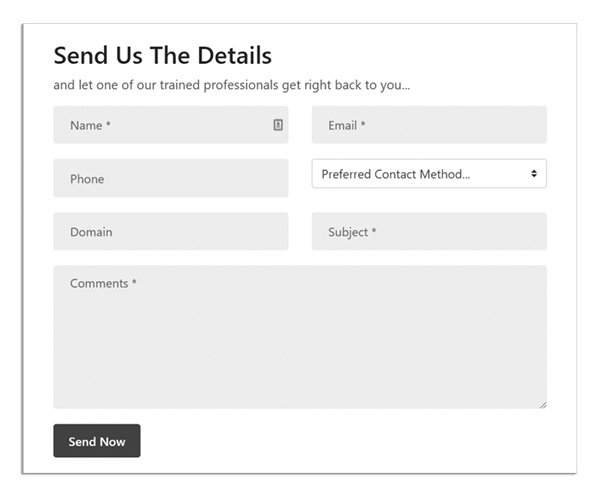 Send Us The Details
and let one of our trained professionals get right back to you...
Name *
Email *
Phone
Preferred Contact Method...
Domain
Subject *
Comments *
Send Now